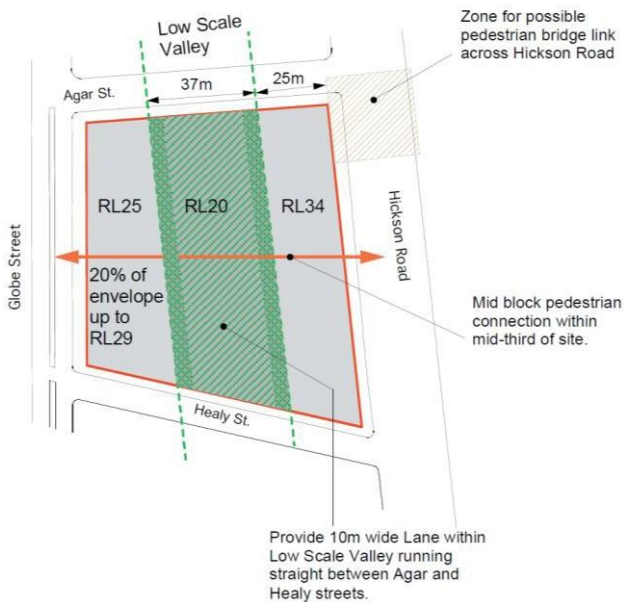 Low Scale
Valley
Zone for possible
pedestrian bridge link
across Hickson Road
37m
25m
Agar St.
RL25
RL20
RL34
Globe Street
Hickson Road
20% of
envelope
up to
RL29
Mid block pedestrian
connection within
mid-third of site.
Healy St.
Provide 10m wide Lane within
Low Scale Valley running
straight between Agar and
Healy streets.